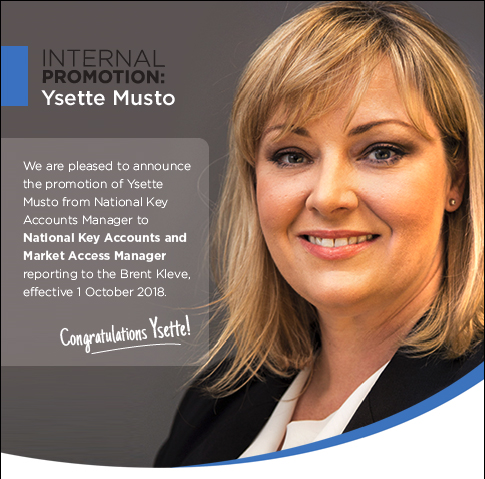 INTERNAL
PROMOTION:
Ysette Musto
We are pleased to announce
the promotion of Ysette
Musto from National Key
Accounts Manager to
National Key Accounts and
Market Access Manager
reporting to the Brent Kleve,
effective 1 October 2018.
Congratulations Ysette!